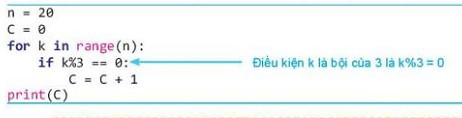 n = 20
C = 0
for k in range(n):
    if k%3 == 0: Điều kiện k là bội của 3 là k%3 = 0
        C = C + 1
print(C)